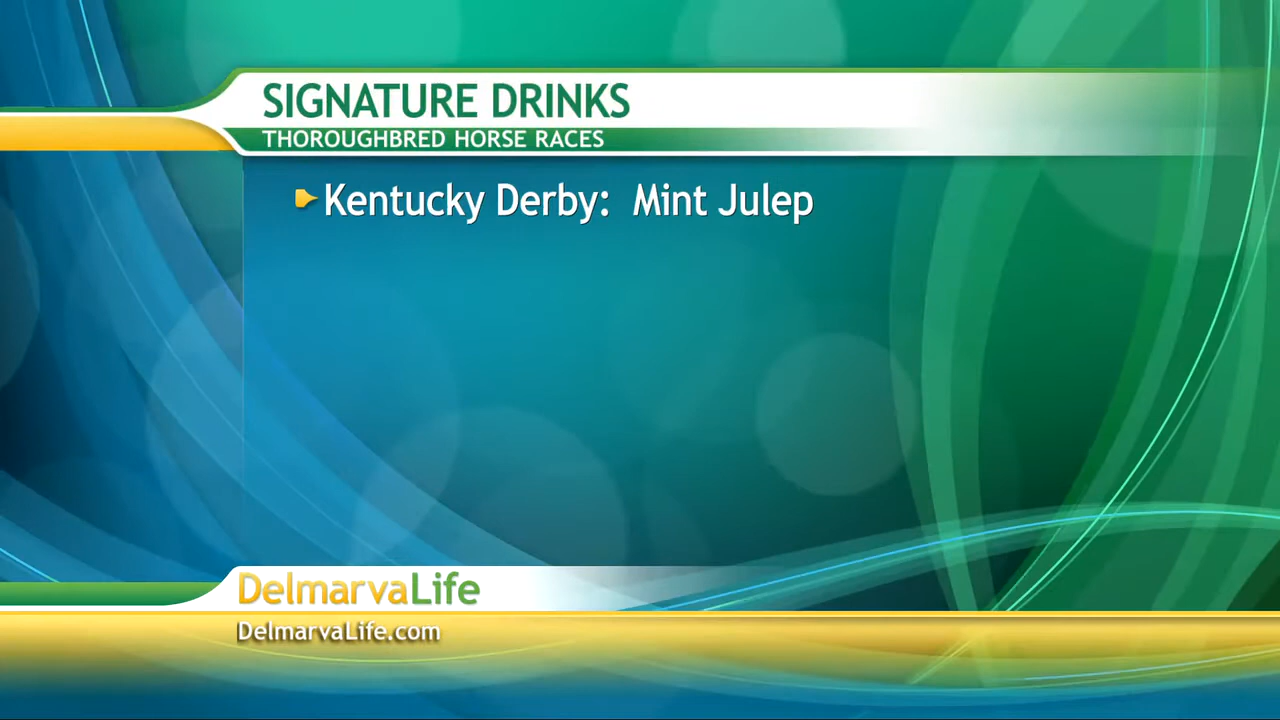 SIGNATURE DRINKS
THOROUGHBRED HORSE RACES
Kentucky Derby: Mint Julep
DelmarvaLife
DelmarvaLife.com